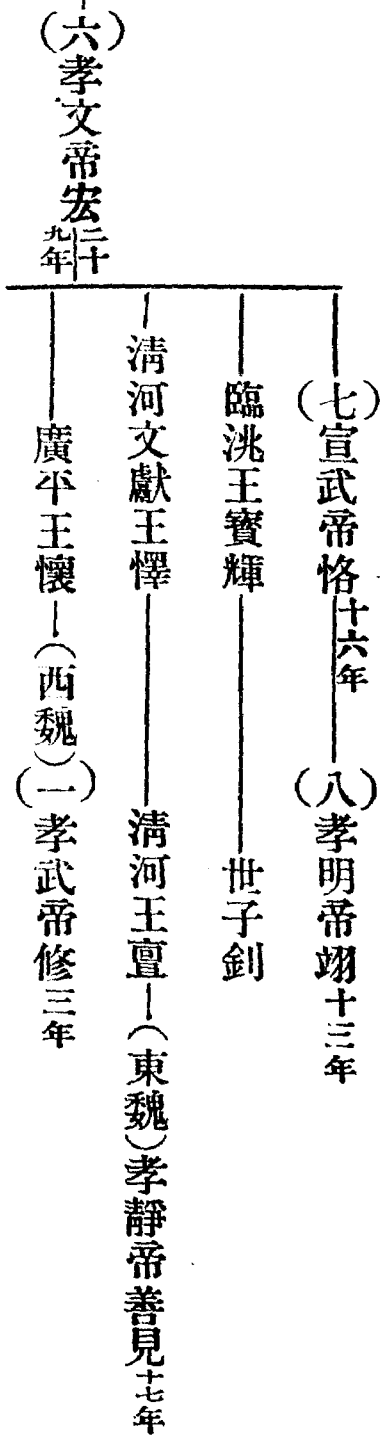 （六）孝文帝宏二十九年
（七）宣武帝恪十六年
（八）孝明帝翊十三年
臨洮王寶輝
世子釗
清河文獻王懌
清河王亶
（東魏）孝靜帝善見十七年
廣平王懷
（西魏）（一）孝武帝修三年